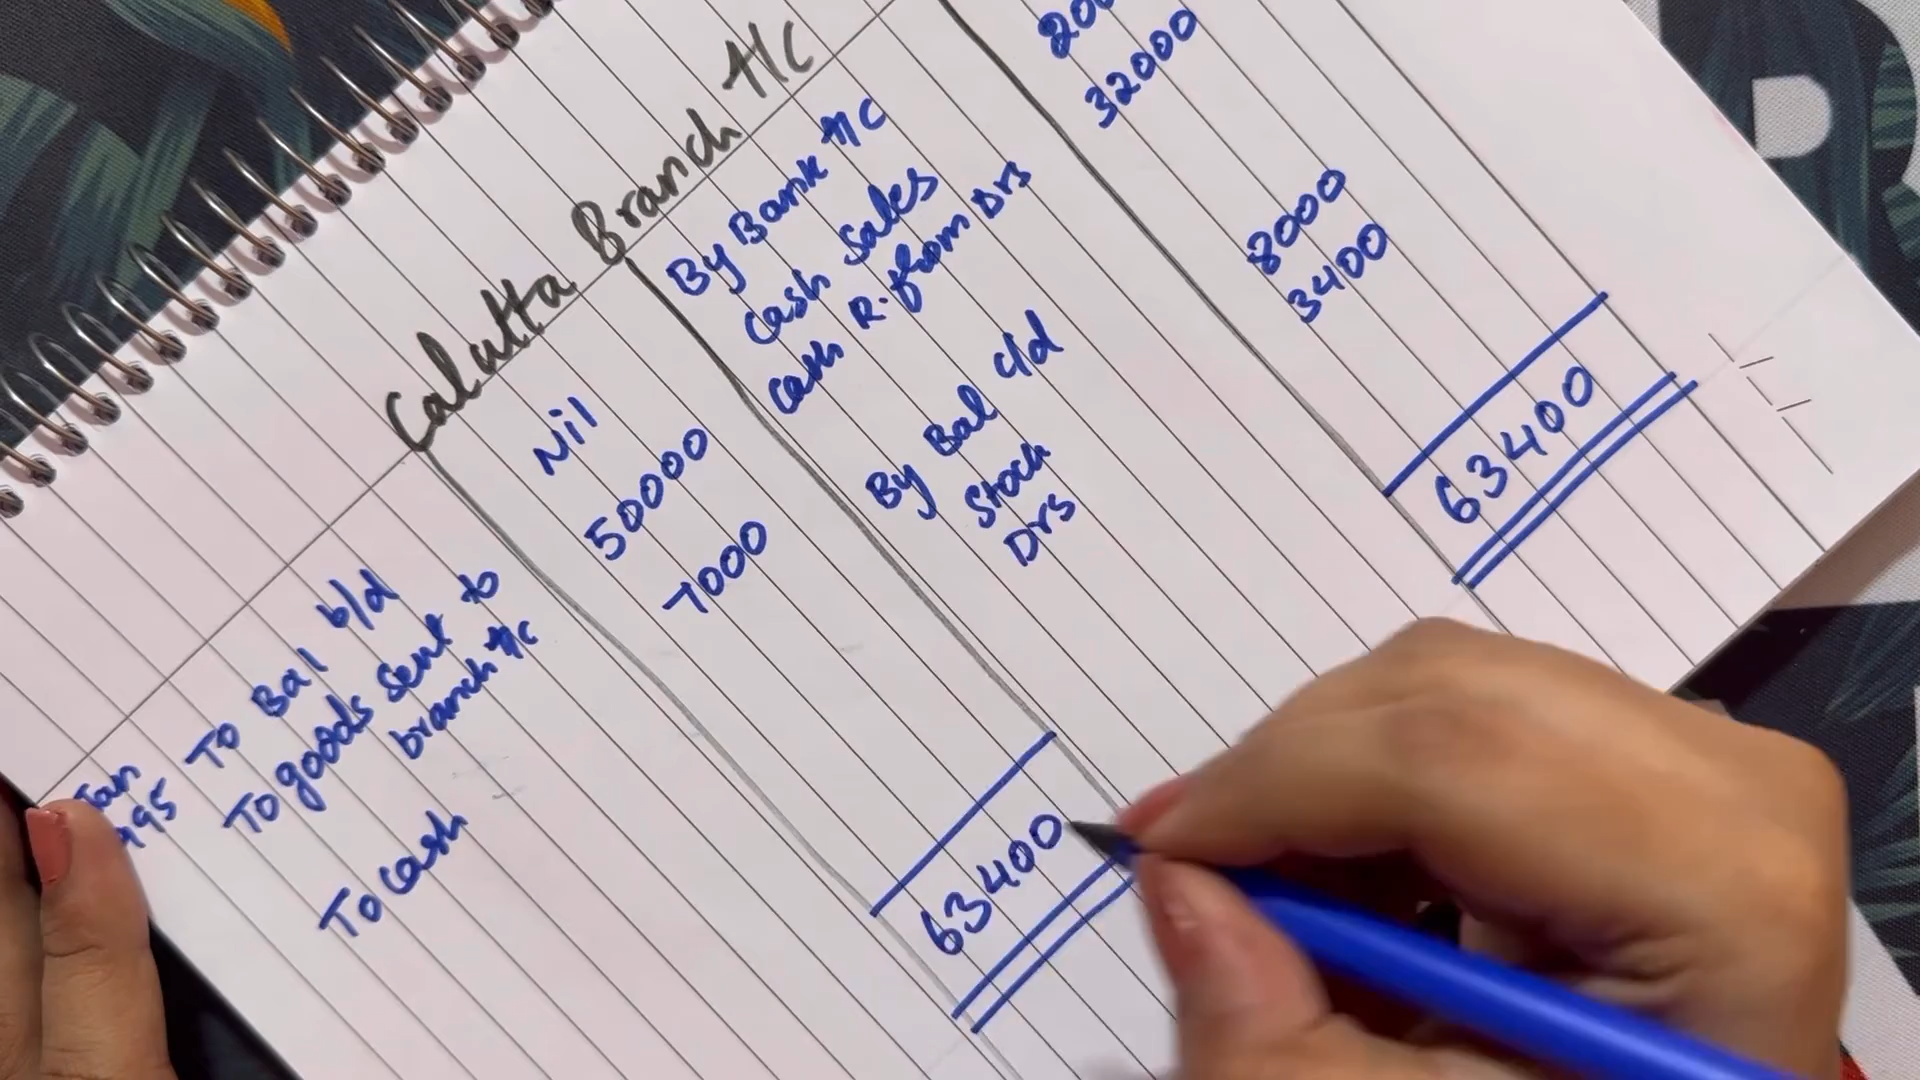 Calutta Branch A/C
Jan
1995 To Bal b/d Nil
To goods sent to
branch A/c 50000
To Cash 7000
63400
By Bank A/C
Cash Sales
Cash R. from Drs 32000
By Bal c/d
Stock 8000
Drs 3400
63400